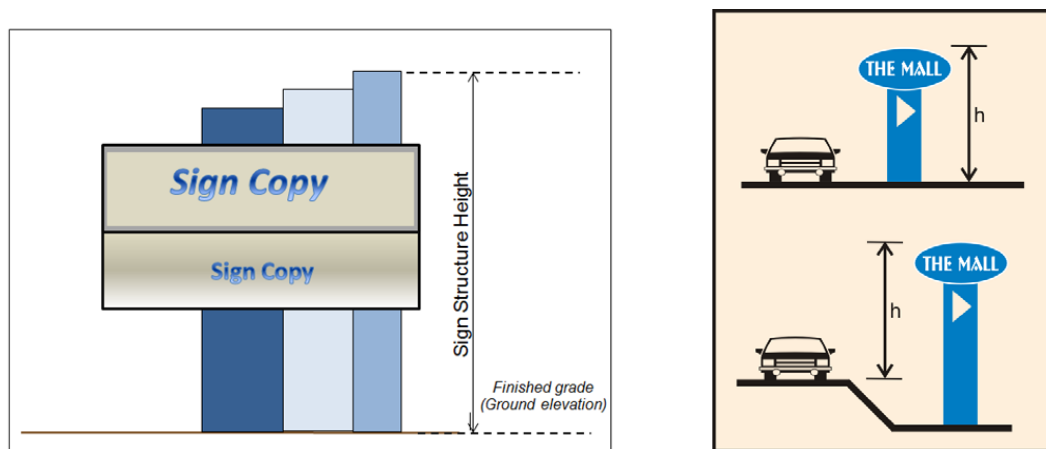 Sign Copy
Sign Copy
Sign Structure Height
Finished grade
(Ground elevation)
THE MALL
h
THE MALL
h